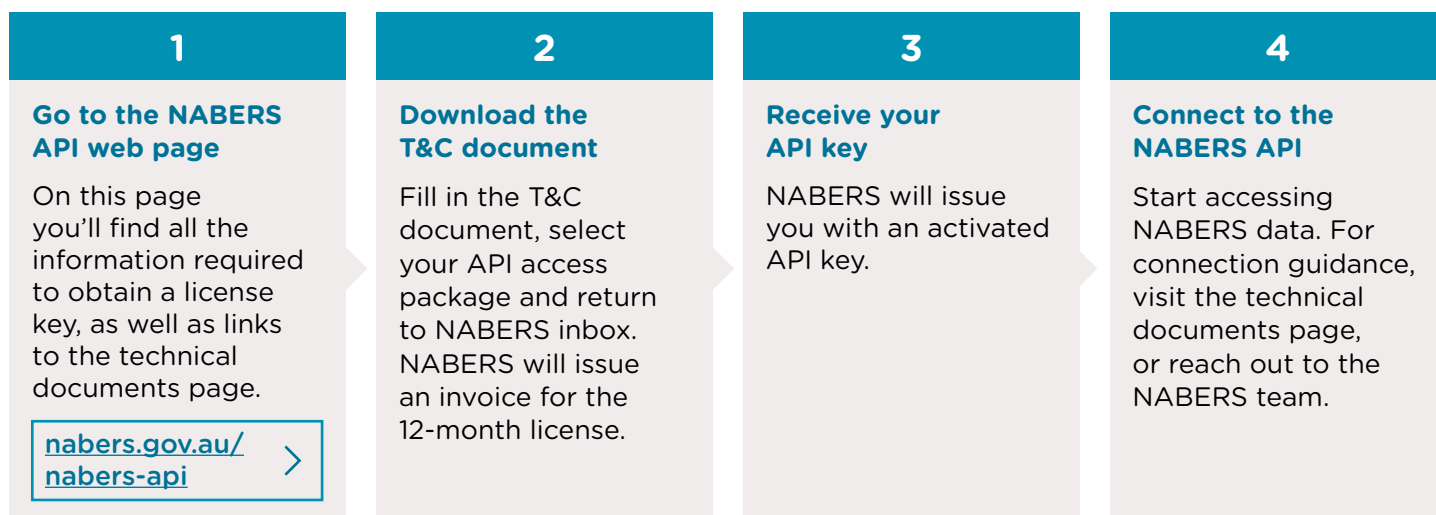 1
Go to the NABERS
API web page
On this page
you’ll find all the
information required
to obtain a license
key, as well as links
to the technical
documents page.
nabers.gov.au/
nabers-api
2
Download the
T&C document
Fill in the T&C
document, select
your API access
package and return
to NABERS inbox.
NABERS will issue
an invoice for the
12-month license.
3
Receive your
API key
NABERS will issue
you with an activated
API key.
4
Connect to the
NABERS API
Start accessing
NABERS data. For
connection guidance,
visit the technical
documents page,
or reach out to the
NABERS team.